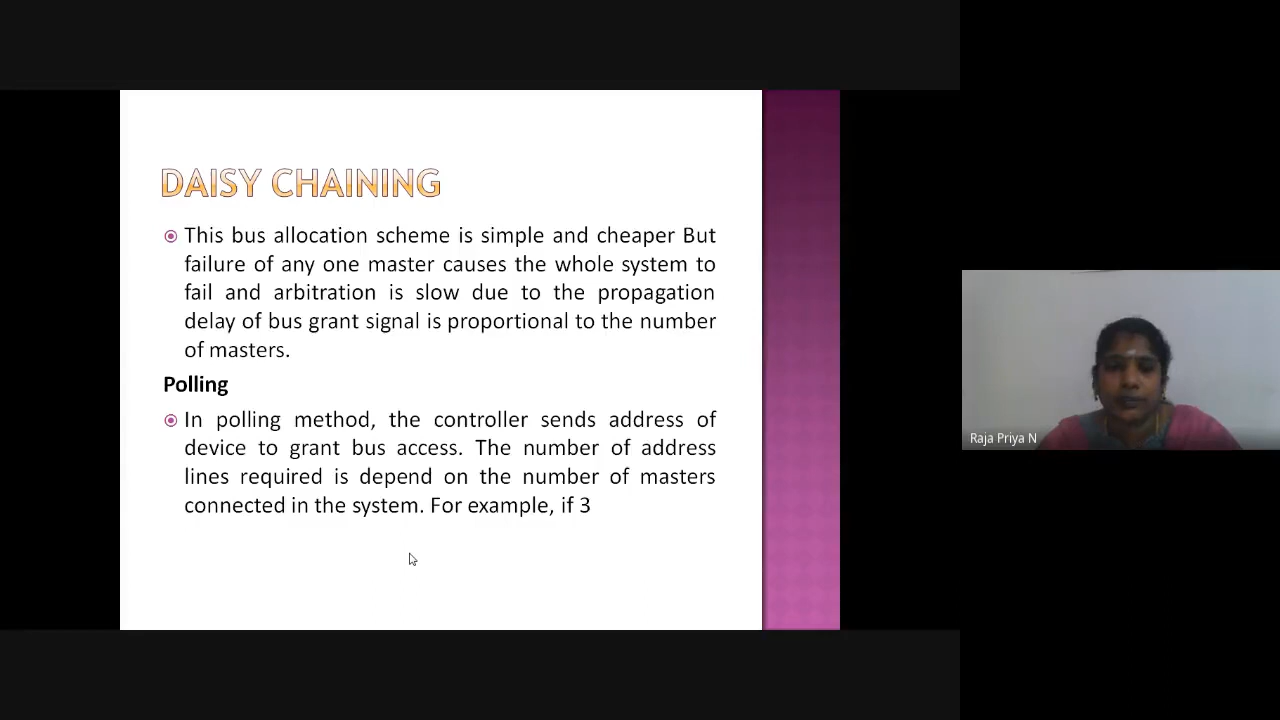 DAISY CHAINING
This bus allocation scheme is simple and cheaper But
failure of any one master causes the whole system to
fail and arbitration is slow due to the propagation
delay of bus grant signal is proportional to the number
of masters.
Polling
In polling method, the controller sends address of
device to grant bus access. The number of address
lines required is depend on the number of masters
connected in the system. For example, if 3
Raja Priya N